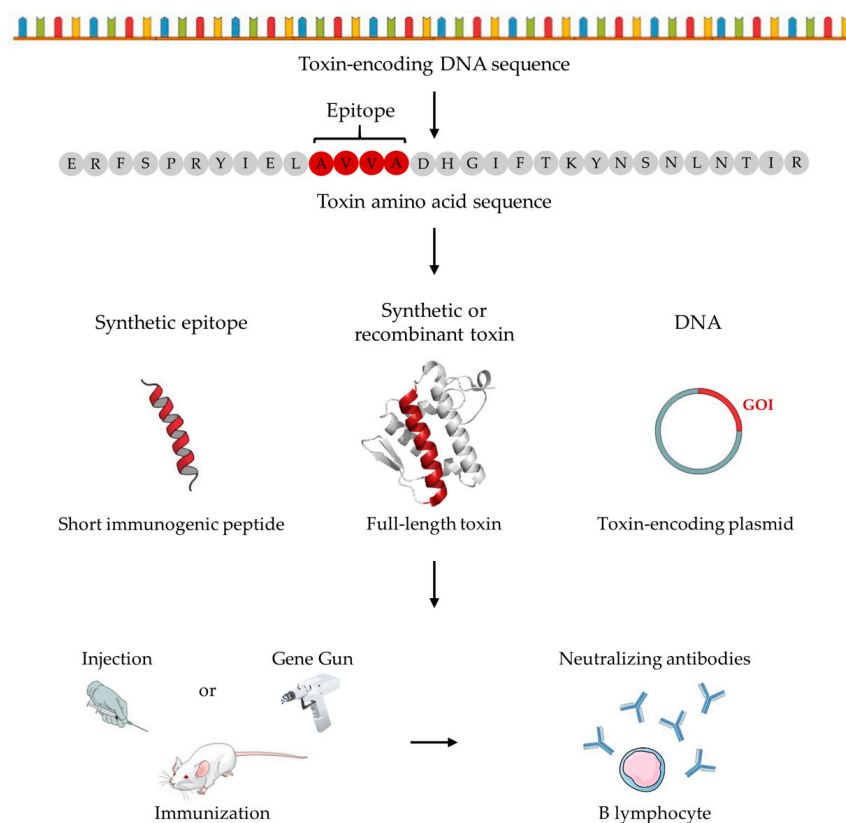 Toxin-encoding DNA sequence
Epitope
E R F S P R Y I E L A V V A D H G I F T K Y N S N L N T I R
Toxin amino acid sequence
Synthetic epitope
Synthetic or
recombinant toxin
DNA
GOI
Short immunogenic peptide
Full-length toxin
Toxin-encoding plasmid
Injection
or
Gene Gun
Neutralizing antibodies
Immunization
B lymphocyte